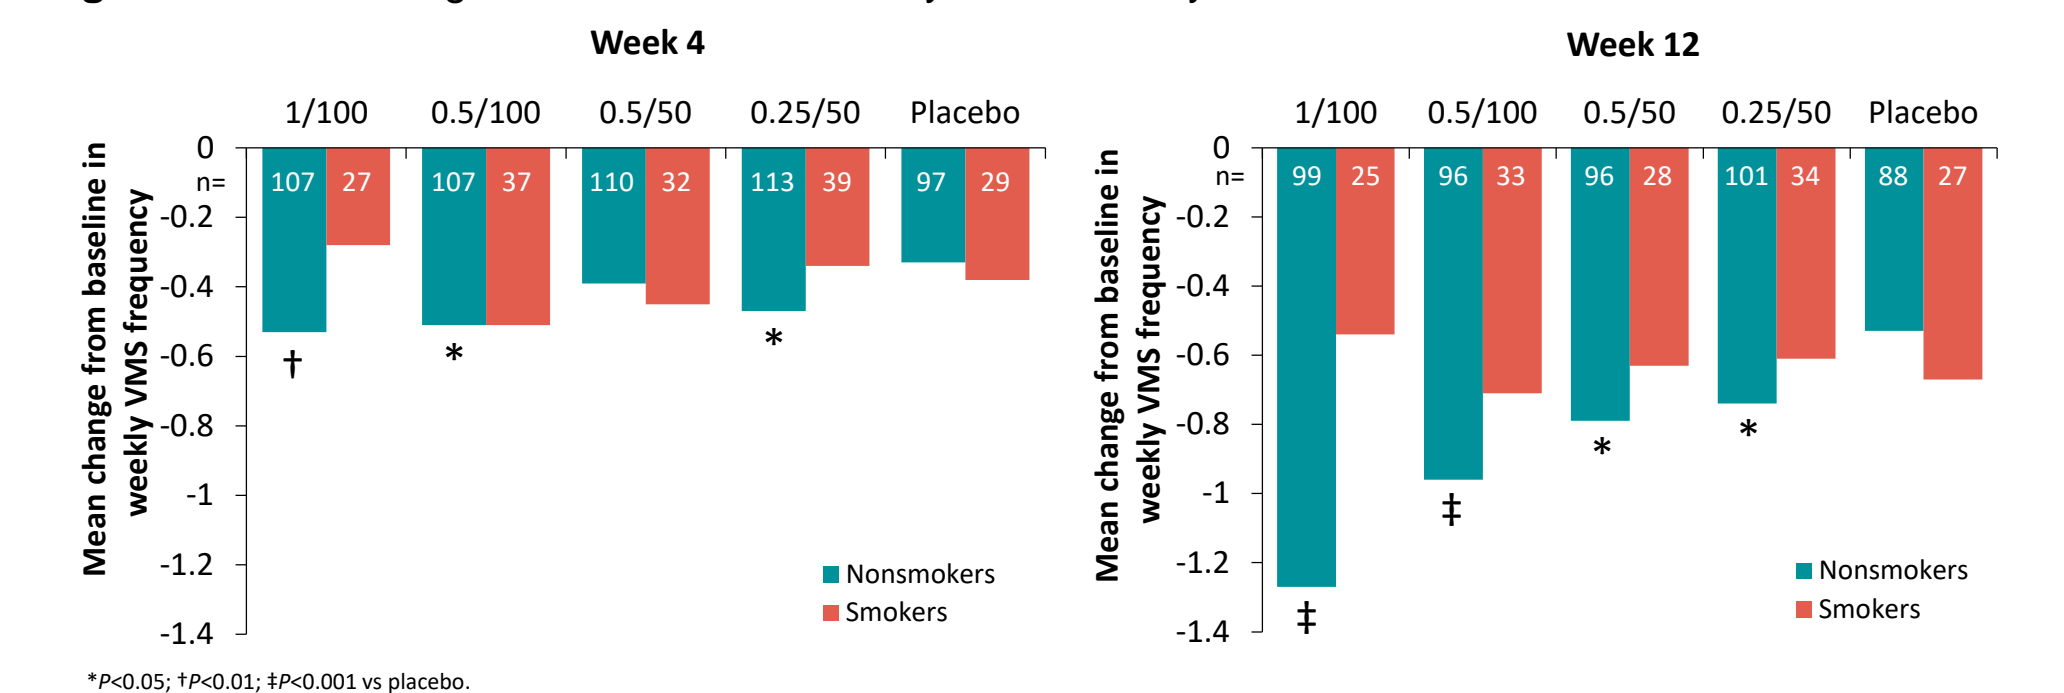 Week 4
1/100 0.5/100 0.5/50 0.25/50 Placebo
Mean change from baseline in
weekly VMS frequency
0
n= 107 27 107 37 110 32 113 39 97 29
-0.2
-0.4
-0.6
-0.8
-1
-1.2
-1.4
† * *
Nonsmokers
Smokers
Week 12
1/100 0.5/100 0.5/50 0.25/50 Placebo
Mean change from baseline in
weekly VMS frequency
0
n= 99 25 96 33 96 28 101 34 88 27
-0.2
-0.4
-0.6
-0.8
-1
-1.2
-1.4
‡ ‡ * *
Nonsmokers
Smokers
*P<0.05; †P<0.01; ‡P<0.001 vs placebo.